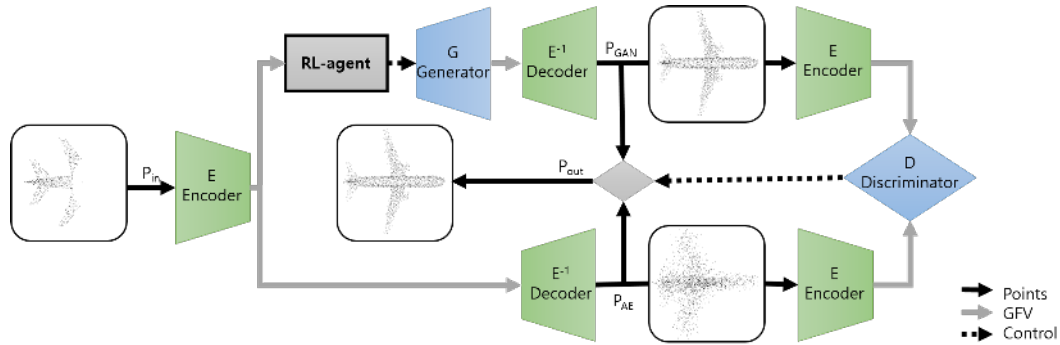 RL-agent
G
Generator
E⁻¹
Decoder
P_GAN
E
Encoder
P_in
E
Encoder
P_out
D
Discriminator
E⁻¹
Decoder
P_AE
E
Encoder
Points
GFV
Control